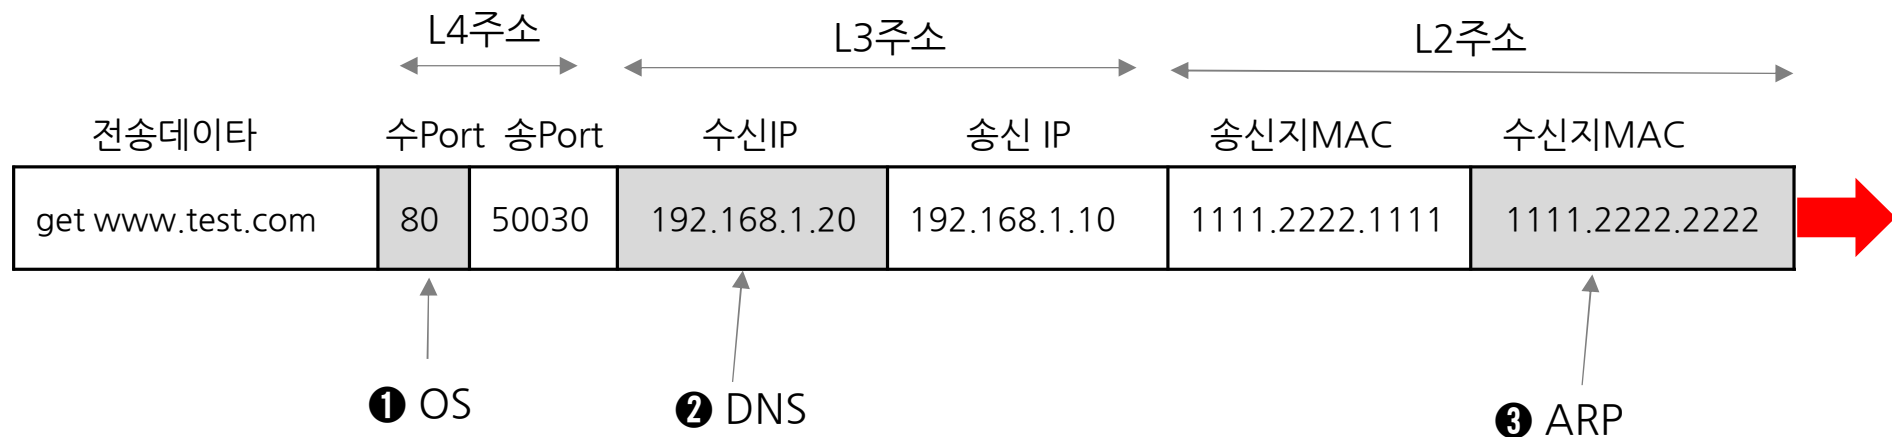 L4주소 L3주소 L2주소
전송데이타 수Port 송Port 수신IP 송신 IP 송신지MAC 수신지MAC
get www.test.com 80 50030 192.168.1.20 192.168.1.10 1111.2222.1111 1111.2222.2222
❶ OS ❷ DNS ❸ ARP